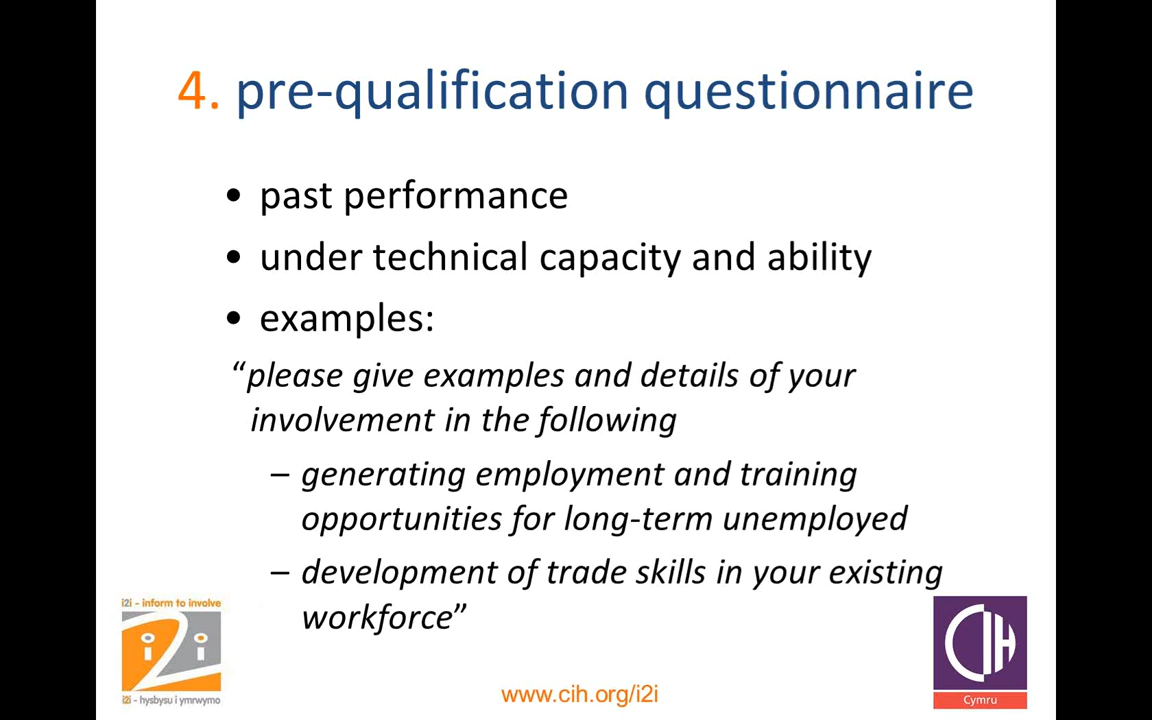 4. pre-qualification questionnaire
• past performance
• under technical capacity and ability
• examples:
“please give examples and details of your
involvement in the following
– generating employment and training
opportunities for long-term unemployed
– development of trade skills in your existing
workforce”
i2i - inform to involve
i2i
i2i - hysbysu i ymrwymo
www.cih.org/i2i
CIH
Cymru